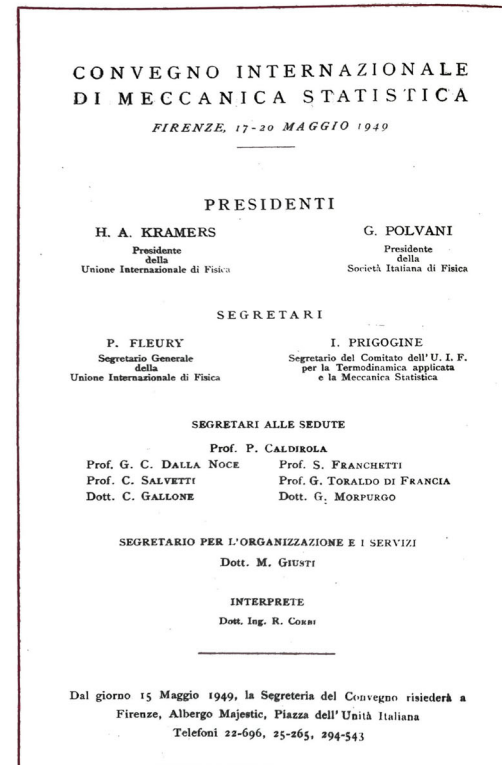 CONVEGNO INTERNAZIONALE
DI MECCANICA STATISTICA
FIRENZE, 17-20 MAGGIO 1949
PRESIDENTI
H. A. KRAMERS
Presidente
della
Unione Internazionale di Fisica
G. POLVANI
Presidente
della
Società Italiana di Fisica
SEGRETARI
P. FLEURY
Segretario Generale
della
Unione Internazionale di Fisica
I. PRIGOGINE
Segretario del Comitato dell'U. I. F.
per la Termodinamica applicata
e la Meccanica Statistica
SEGRETARI ALLE SEDUTE
Prof. P. CALDIROLA
Prof. G. C. DALLA NOCE
Prof. S. FRANCHETTI
Prof. C. SALVETTI
Prof. G. TORALDO DI FRANCIA
Dott. C. GALLONE
Dott. G. MORPURGO
SEGRETARIO PER L'ORGANIZZAZIONE E I SERVIZI
Dott. M. GIUSTI
INTERPRETE
Dott. Ing. R. CORBI
Dal giorno 15 Maggio 1949, la Segreteria del Convegno risiederà a
Firenze, Albergo Majestic, Piazza dell'Unità Italiana
Telefoni 22-696, 25-265, 294-543